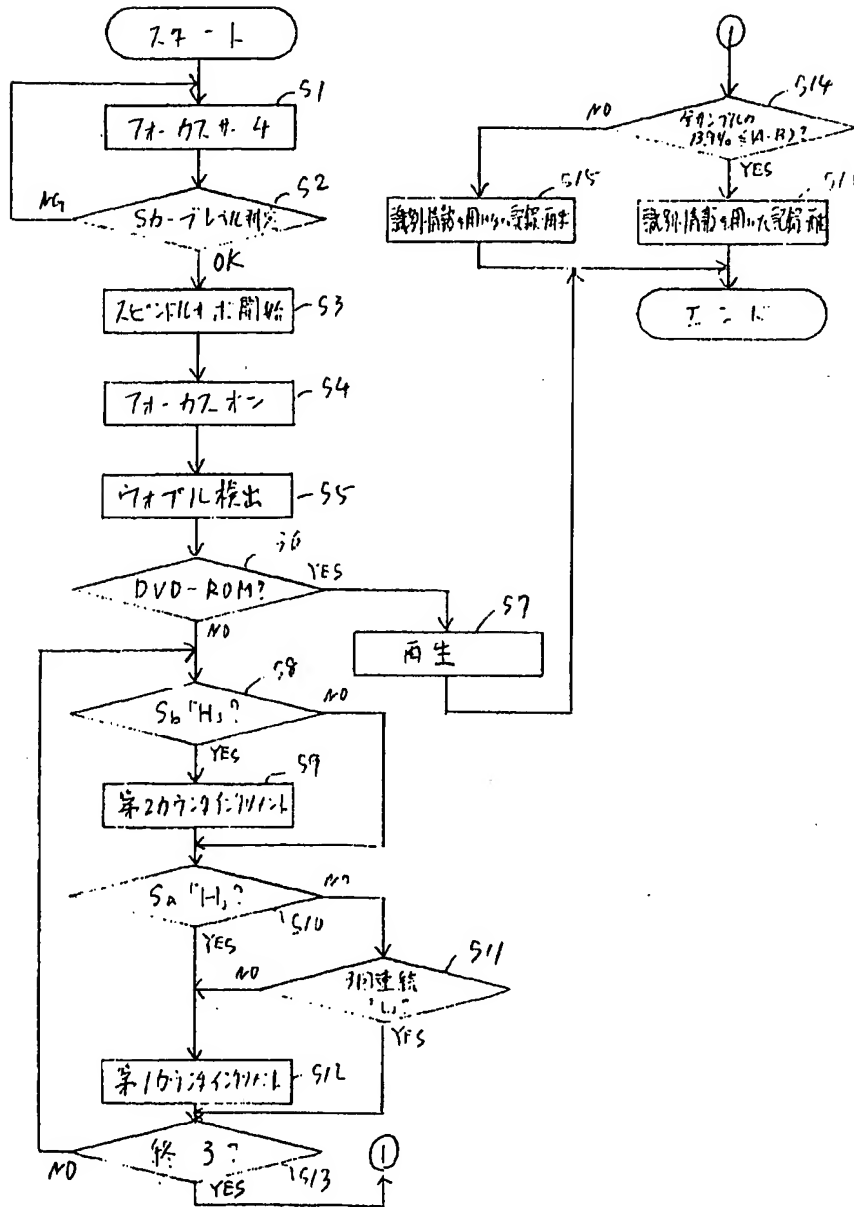 スタート
S1
フォーカスサーチ
S2
Sカーブレベル判定
NG
OK
スピンドルサーボ開始
S3
フォーカスオン
S4
ウォブル検出
S5
S6
DVD-ROM?
YES
NO
S7
再生
S8
Sb「H」?
NO
YES
S9
第2カウンタインクリメント
Sa「H」?
NO
S10
YES
S11
NO
3回連続
「L」?
YES
第1カウンタインクリメント
S12
終了?
NO
S13
YES
①
①
S14
NO
(A-B)?
YES
S15
識別情報を用いない記録再生
識別情報を用いた記録再生
エンド